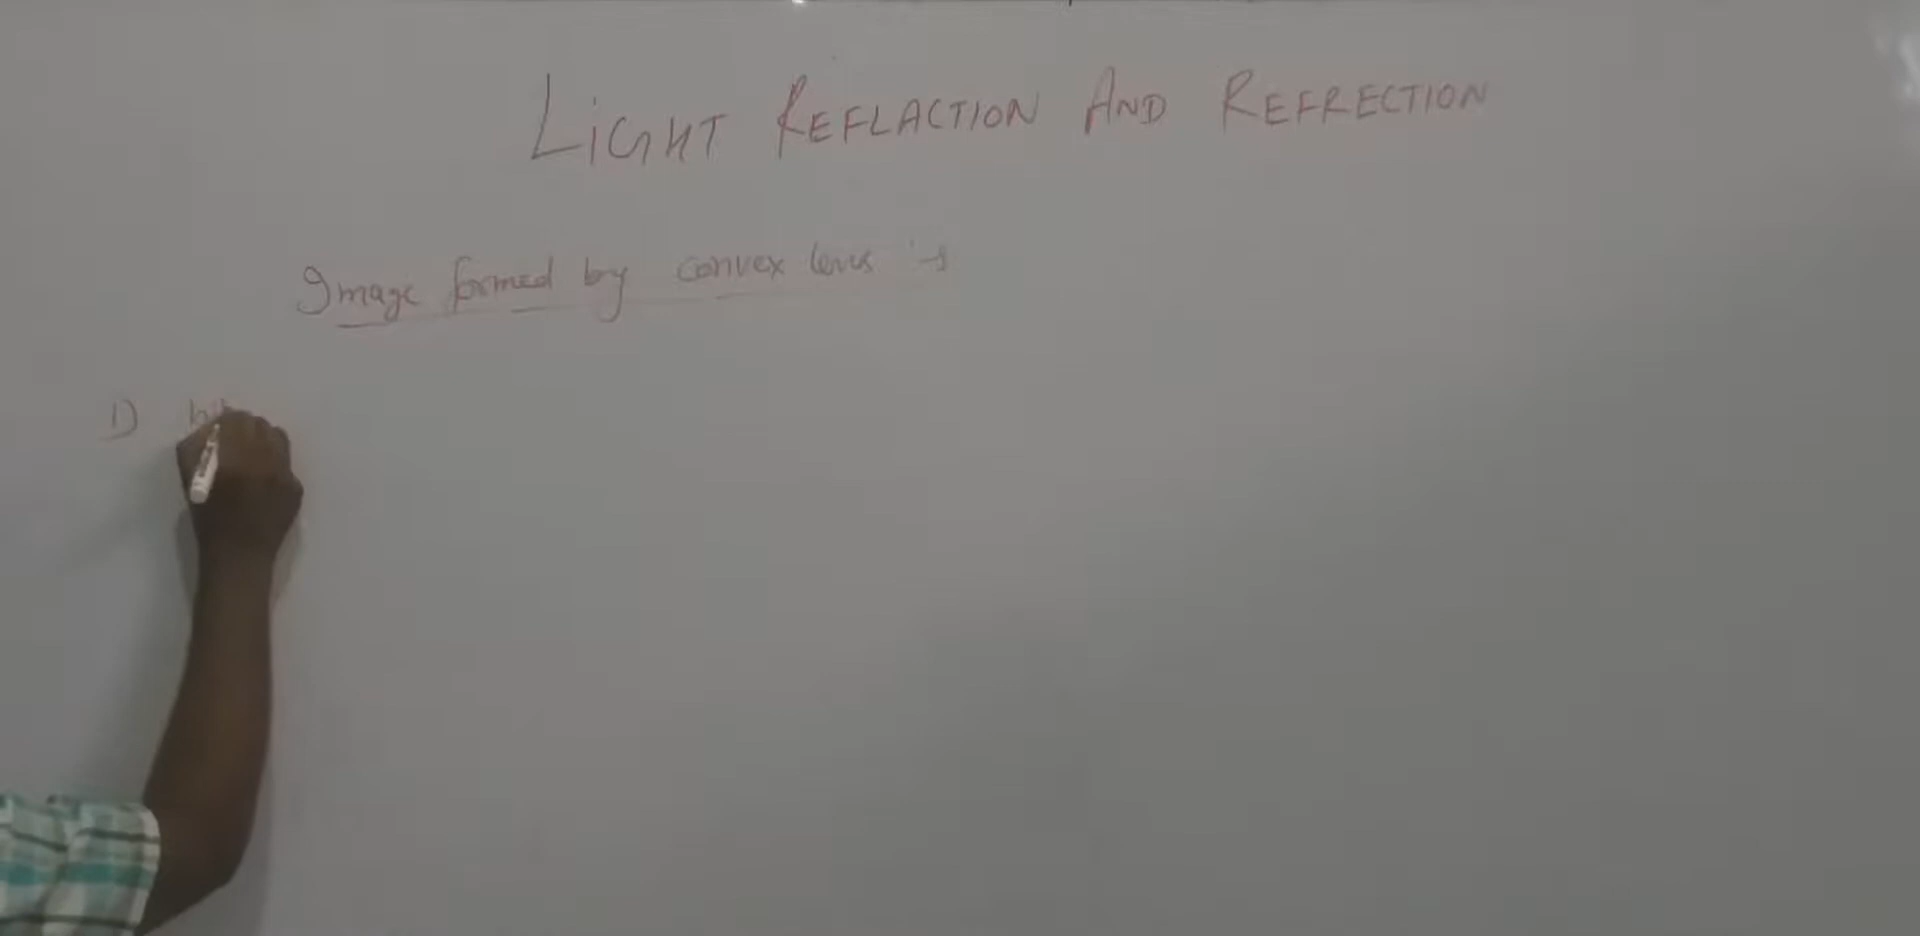 LIGHT REFLACTION AND REFRECTION
Image formed by convex lens :-
1)